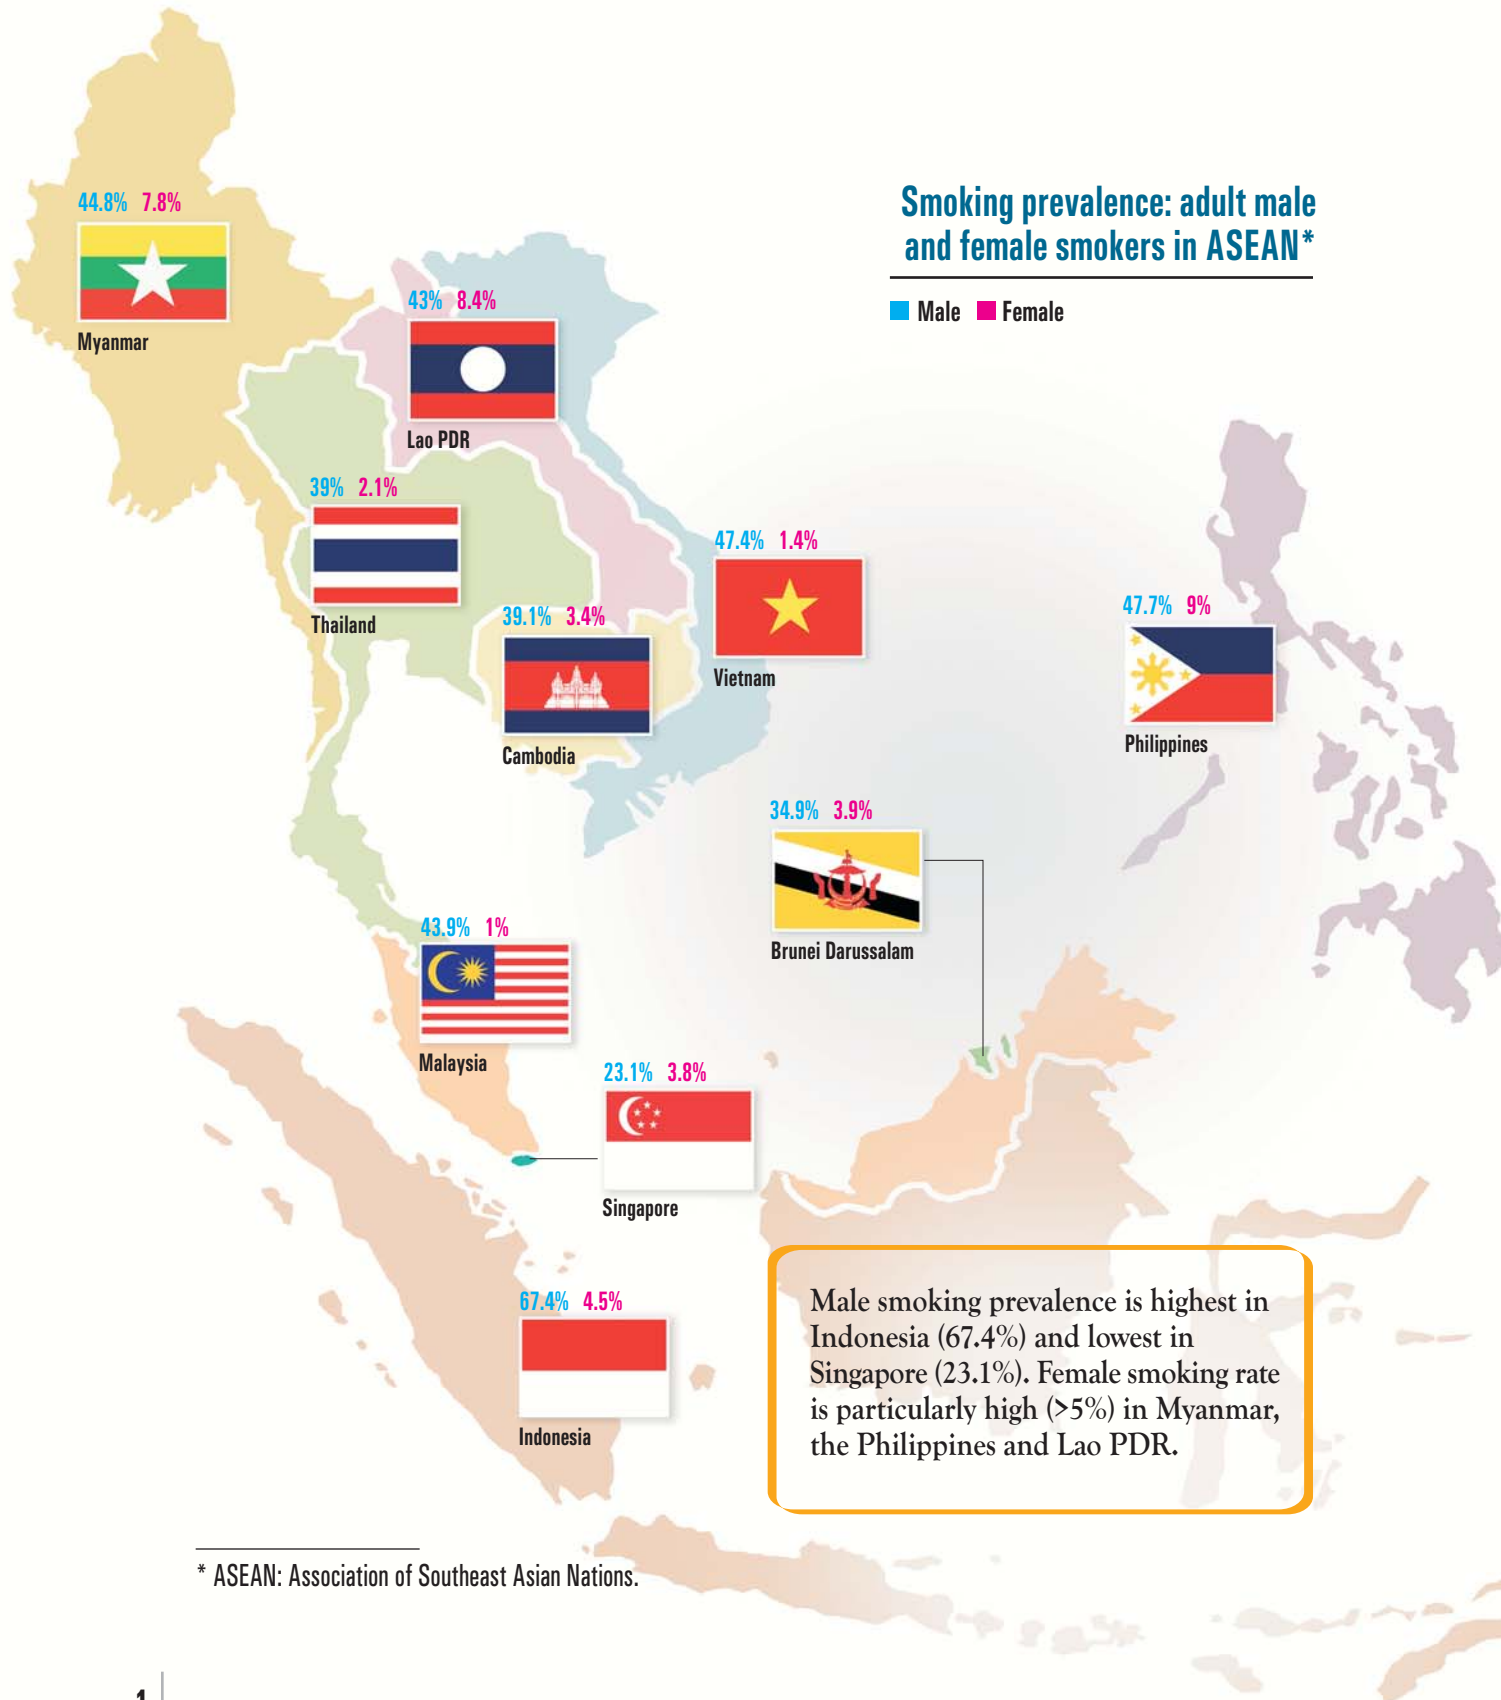 Smoking prevalence: adult male
and female smokers in ASEAN*
Male Female
44.8% 7.8%
Myanmar
43% 8.4%
Lao PDR
39% 2.1%
Thailand
47.4% 1.4%
Vietnam
39.1% 3.4%
Cambodia
47.7% 9%
Philippines
34.9% 3.9%
Brunei Darussalam
43.9% 1%
Malaysia
23.1% 3.8%
Singapore
67.4% 4.5%
Indonesia
Male smoking prevalence is highest in
Indonesia (67.4%) and lowest in
Singapore (23.1%). Female smoking rate
is particularly high (>5%) in Myanmar,
the Philippines and Lao PDR.
* ASEAN: Association of Southeast Asian Nations.
1